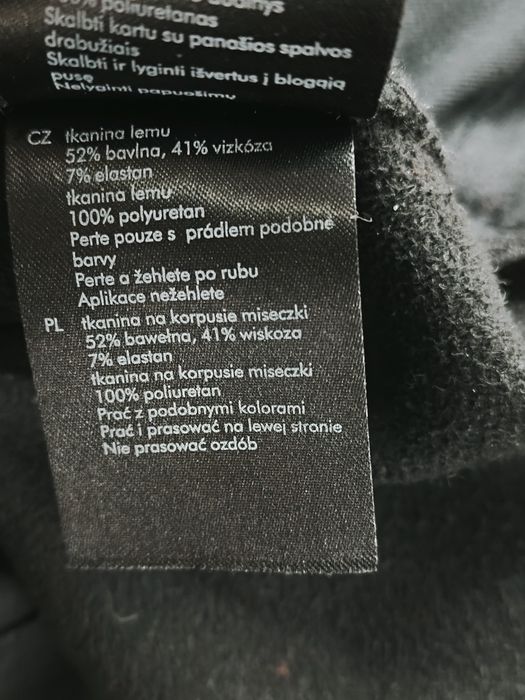 poliuretanas
Skalbti kartu su panašios spalvos
drabužiais
Skalbti ir lyginti išvertus į blogąją
pusę
Nelyginti papuošimų
CZ tkanina lemu
52% bavlna, 41% vizkóza
7% elastan
tkanina lemu
100% polyuretan
Perte pouze s prádlem podobné
barvy
Perte a žehlete po rubu
Aplikace nežehlete
PL tkanina na korpusie miseczki
52% bawełna, 41% wiskoza
7% elastan
tkanina na korpusie miseczki
100% poliuretan
Prać z podobnymi kolorami
Prać i prasować na lewej stronie
Nie prasować ozdób